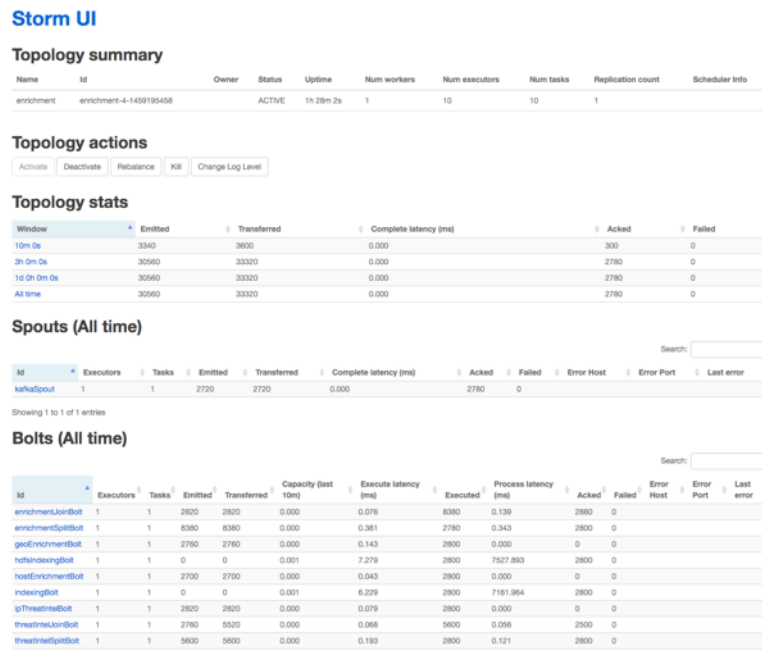 Storm UI
Topology summary
Name Id Owner Status Uptime Num workers Num executors Num tasks Replication count Scheduler Info
enrichment enrichment-4-1459195458 ACTIVE 1h 28m 2s 1 10 10 1
Topology actions
Activate Deactivate Rebalance Kill Change Log Level
Topology stats
Window Emitted Transferred Complete latency (ms) Acked Failed
10m 0s 3340 3600 0.000 300 0
3h 0m 0s 30560 33320 0.000 2780 0
1d 0h 0m 0s 30560 33320 0.000 2780 0
All time 30560 33320 0.000 2780 0
Spouts (All time)
Search:
Id Executors Tasks Emitted Transferred Complete latency (ms) Acked Failed Error Host Error Port Last error
kafkaSpout 1 1 2720 2720 0.000 2780 0
Showing 1 to 1 of 1 entries
Bolts (All time)
Search:
Id Executors Tasks Emitted Transferred Capacity (last 10m) Execute latency (ms) Executed Process latency (ms) Acked Failed Error Host Error Port Last error
enrichmentJoinBolt 1 1 2820 2820 0.000 0.076 8380 0.139 2880 0
enrichmentSplitBolt 1 1 8380 8380 0.000 0.381 2780 0.343 2800 0
geoEnrichmentBolt 1 1 2760 2760 0.000 0.143 2800 0.000 0 0
hdfsIndexingBolt 1 1 0 0 0.001 7.279 2800 7527.893 2800 0
hostEnrichmentBolt 1 1 2700 2700 0.000 0.043 2800 0.000 0 0
indexingBolt 1 1 0 0 0.001 6.229 2800 7161.964 2800 0
ipThreatIntelBolt 1 1 2820 2820 0.000 0.079 2800 0.000 0 0
threatIntelJoinBolt 1 1 2760 5520 0.000 0.068 5600 0.056 2500 0
threatIntelSplitBolt 1 1 5600 5600 0.000 0.193 2800 0.121 2800 0